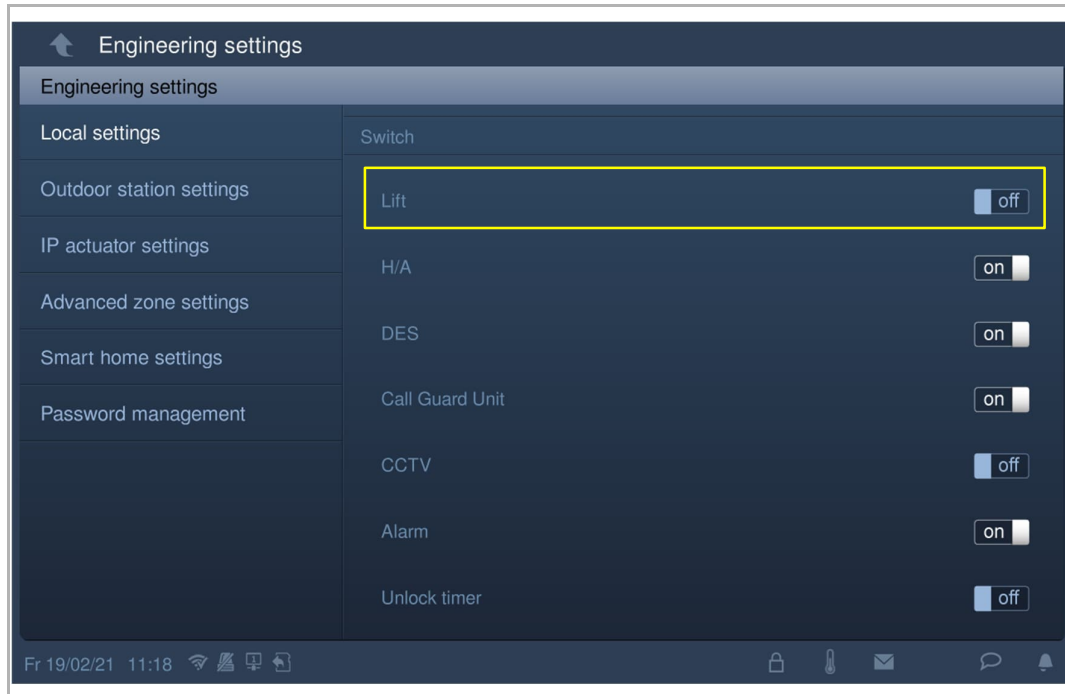 Engineering settings
Engineering settings
Local settings
Outdoor station settings
IP actuator settings
Advanced zone settings
Smart home settings
Password management
Switch
Lift off
H/A on
DES on
Call Guard Unit on
CCTV off
Alarm on
Unlock timer off
Fr 19/02/21 11:18
1